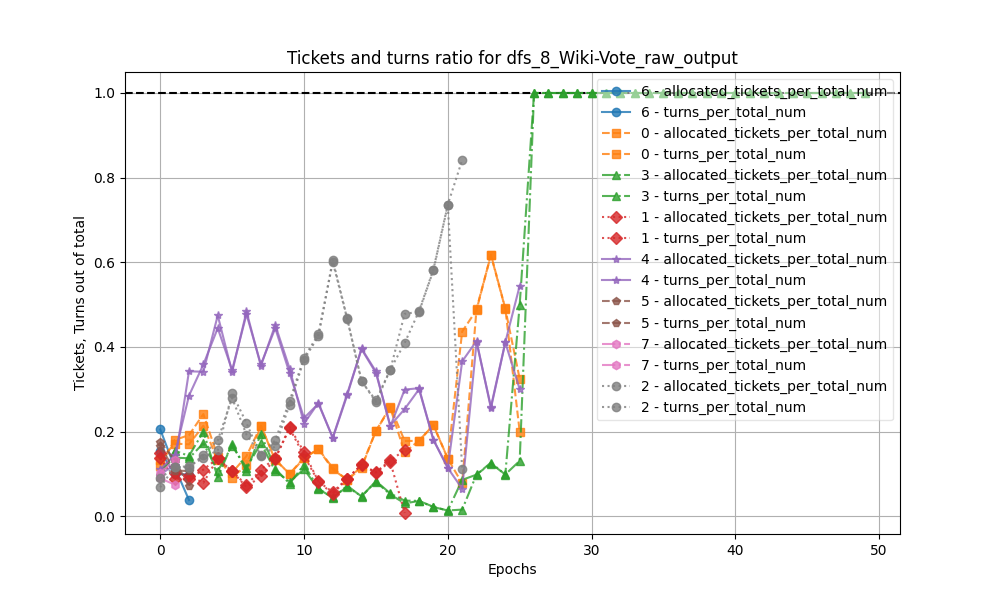 Tickets and turns ratio for dfs_8_Wiki-Vote_raw_output
Tickets, Turns out of total
1.0
0.8
0.6
0.4
0.2
0.0
0
10
20
30
40
50
Epochs
6 - allocated_tickets_per_total_num
6 - turns_per_total_num
0 - allocated_tickets_per_total_num
0 - turns_per_total_num
3 - allocated_tickets_per_total_num
3 - turns_per_total_num
1 - allocated_tickets_per_total_num
1 - turns_per_total_num
4 - allocated_tickets_per_total_num
4 - turns_per_total_num
5 - allocated_tickets_per_total_num
5 - turns_per_total_num
7 - allocated_tickets_per_total_num
7 - turns_per_total_num
2 - allocated_tickets_per_total_num
2 - turns_per_total_num